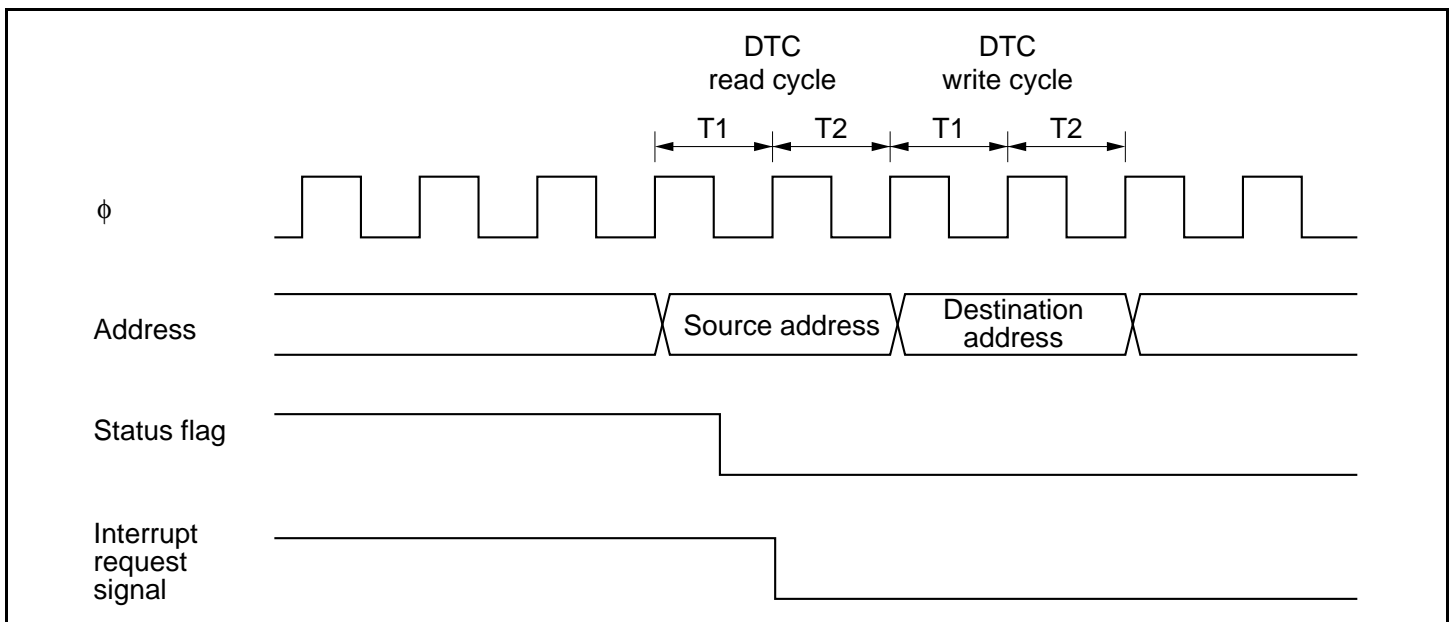 DTC
read cycle
DTC
write cycle
T1
T2
T1
T2
ϕ
Address
Source address
Destination
address
Status flag
Interrupt
request
signal